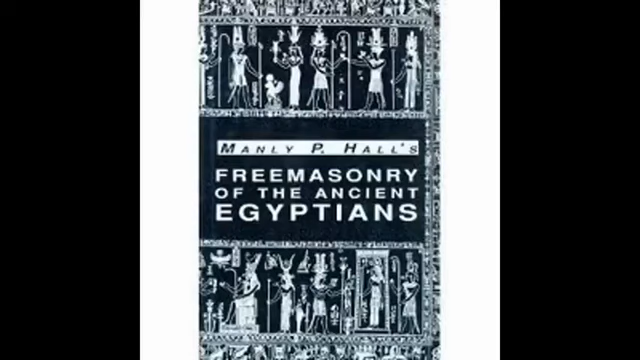 MANLY P. HALL'S
FREEMASONRY
OF THE ANCIENT
EGYPTIANS